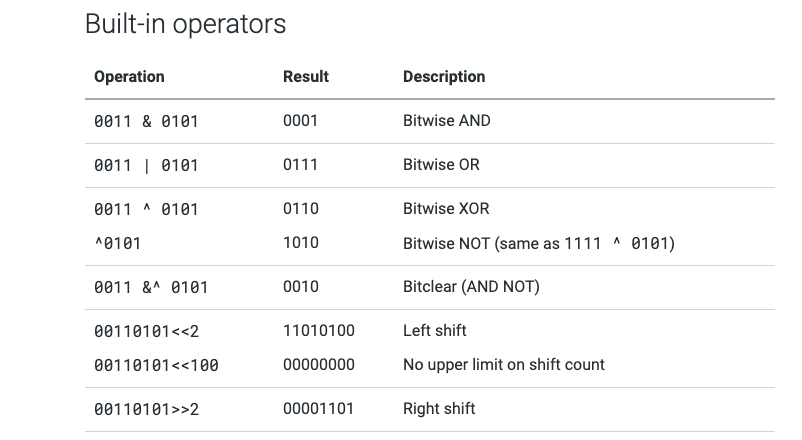 Built-in operators
Operation Result Description
0011 & 0101 0001 Bitwise AND
0011 | 0101 0111 Bitwise OR
0011 ^ 0101 0110 Bitwise XOR
^0101 1010 Bitwise NOT (same as 1111 ^ 0101)
0011 &^ 0101 0010 Bitclear (AND NOT)
00110101<<2 11010100 Left shift
00110101<<100 00000000 No upper limit on shift count
00110101>>2 00001101 Right shift